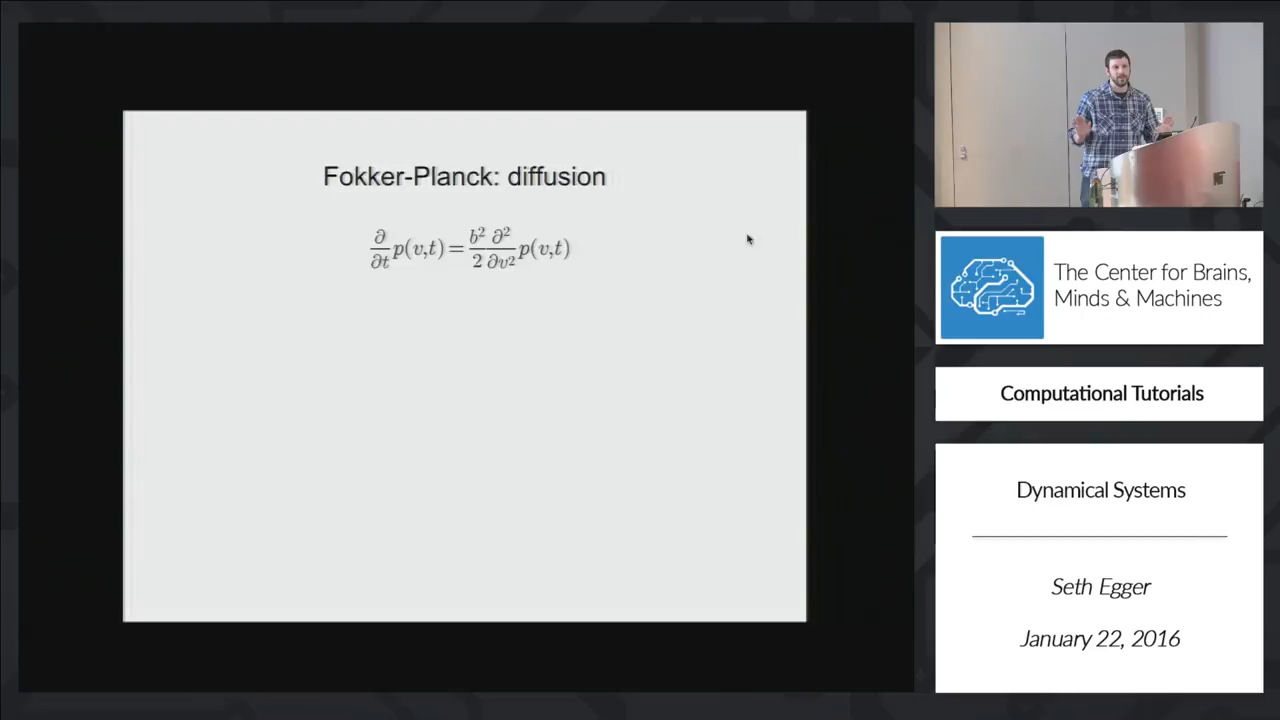 Fokker-Planck: diffusion
∂/∂t p(v,t) = b²/2 ∂²/∂v² p(v,t)
The Center for Brains,
Minds & Machines
Computational Tutorials
Dynamical Systems
Seth Egger
January 22, 2016